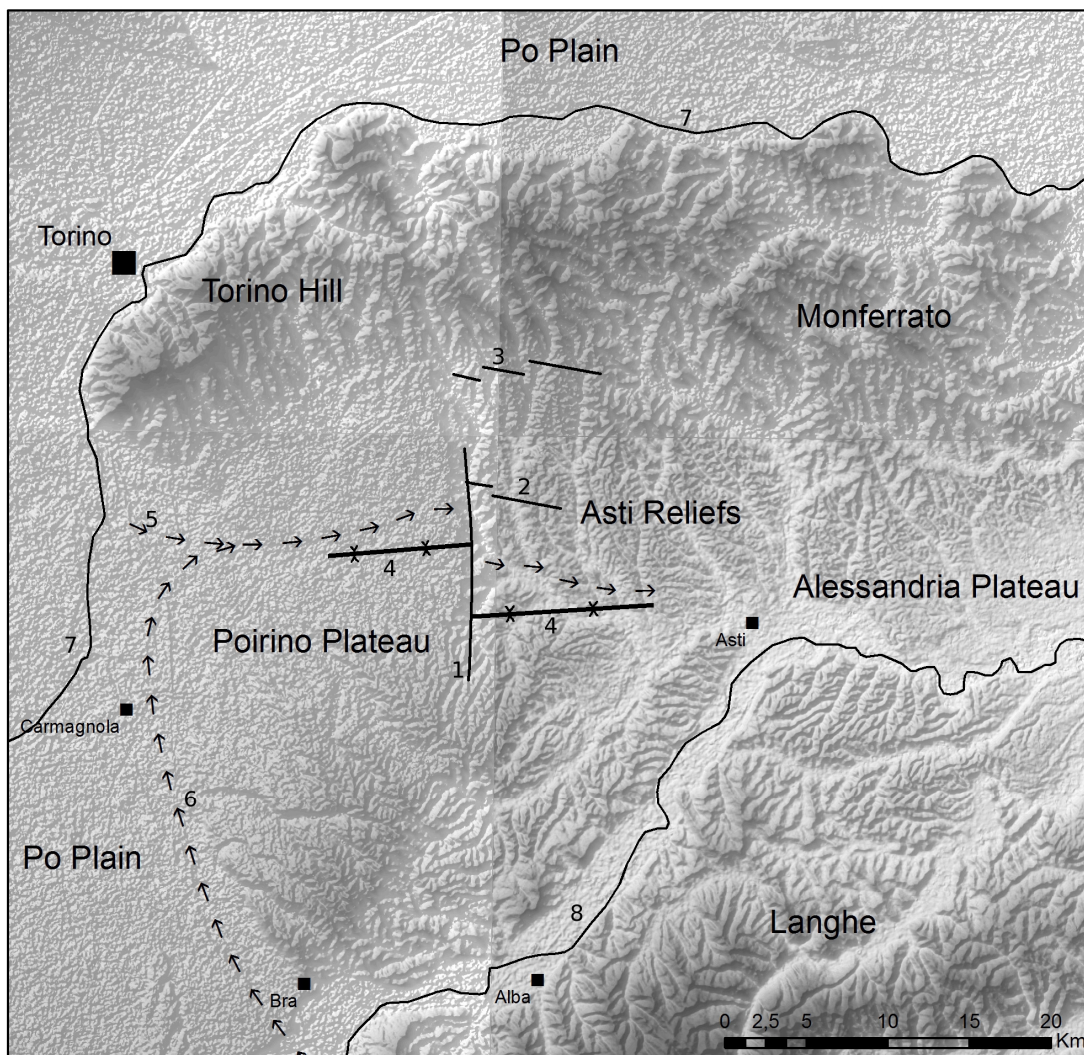 Po Plain
7
Torino
Torino Hill
Monferrato
3
2
5
Asti Reliefs
4
Alessandria Plateau
7
Poirino Plateau
4
Asti
1
Carmagnola
6
Po Plain
8
Langhe
Bra
Alba
0 2,5 5 10 15 20
Km